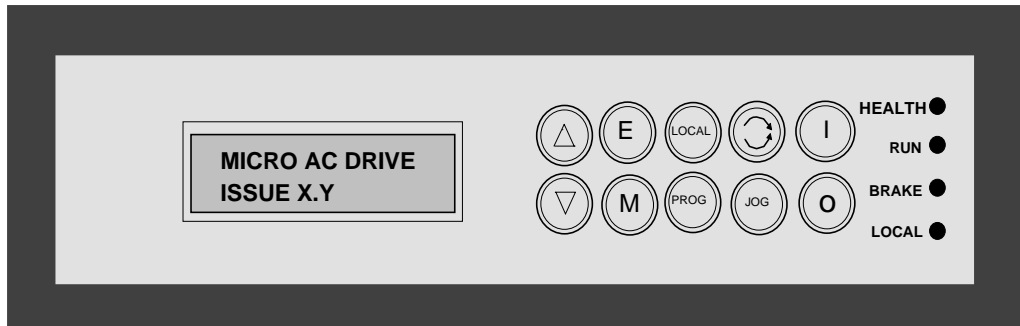 MICRO AC DRIVE
ISSUE X.Y
E
LOCAL
I
M
PROG
JOG
O
HEALTH
RUN
BRAKE
LOCAL